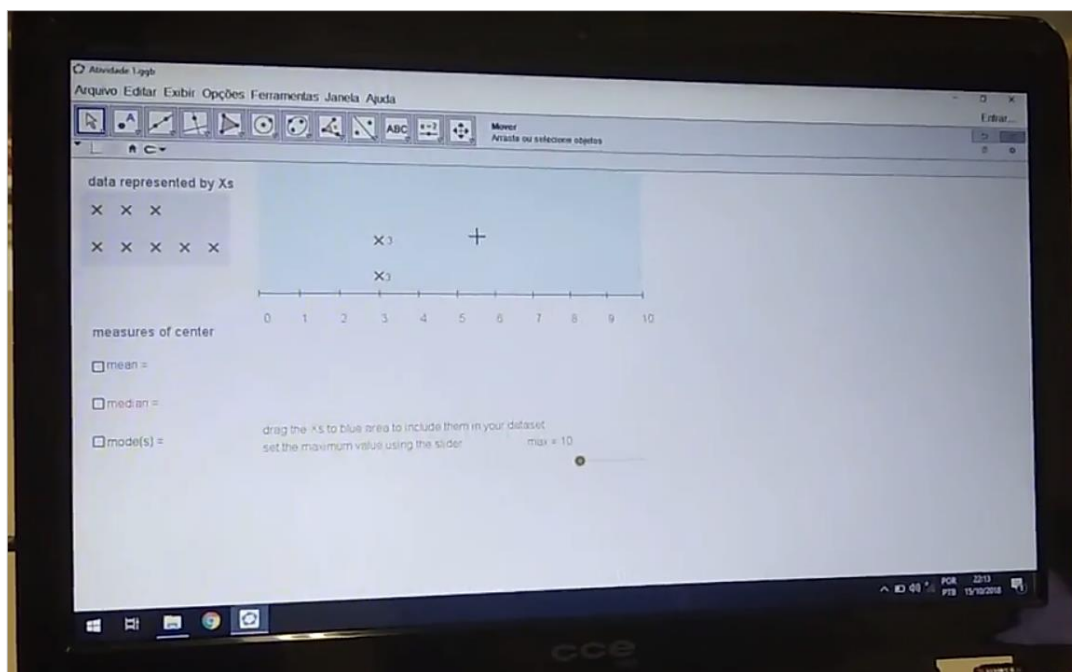 Atividade 1.ggb
Arquivo Editar Exibir Opções Ferramentas Janela Ajuda
Entrar...
A
ABC
a=2
Mover
Arraste ou selecione objetos
data represented by Xs
3
3
0 1 2 3 4 5 6 7 8 9 10
measures of center
mean =
median =
mode(s) =
drag the Xs to blue area to include them in your dataset
set the maximum value using the slider
max = 10
POR
PTB
22:13
15/10/2018
cce